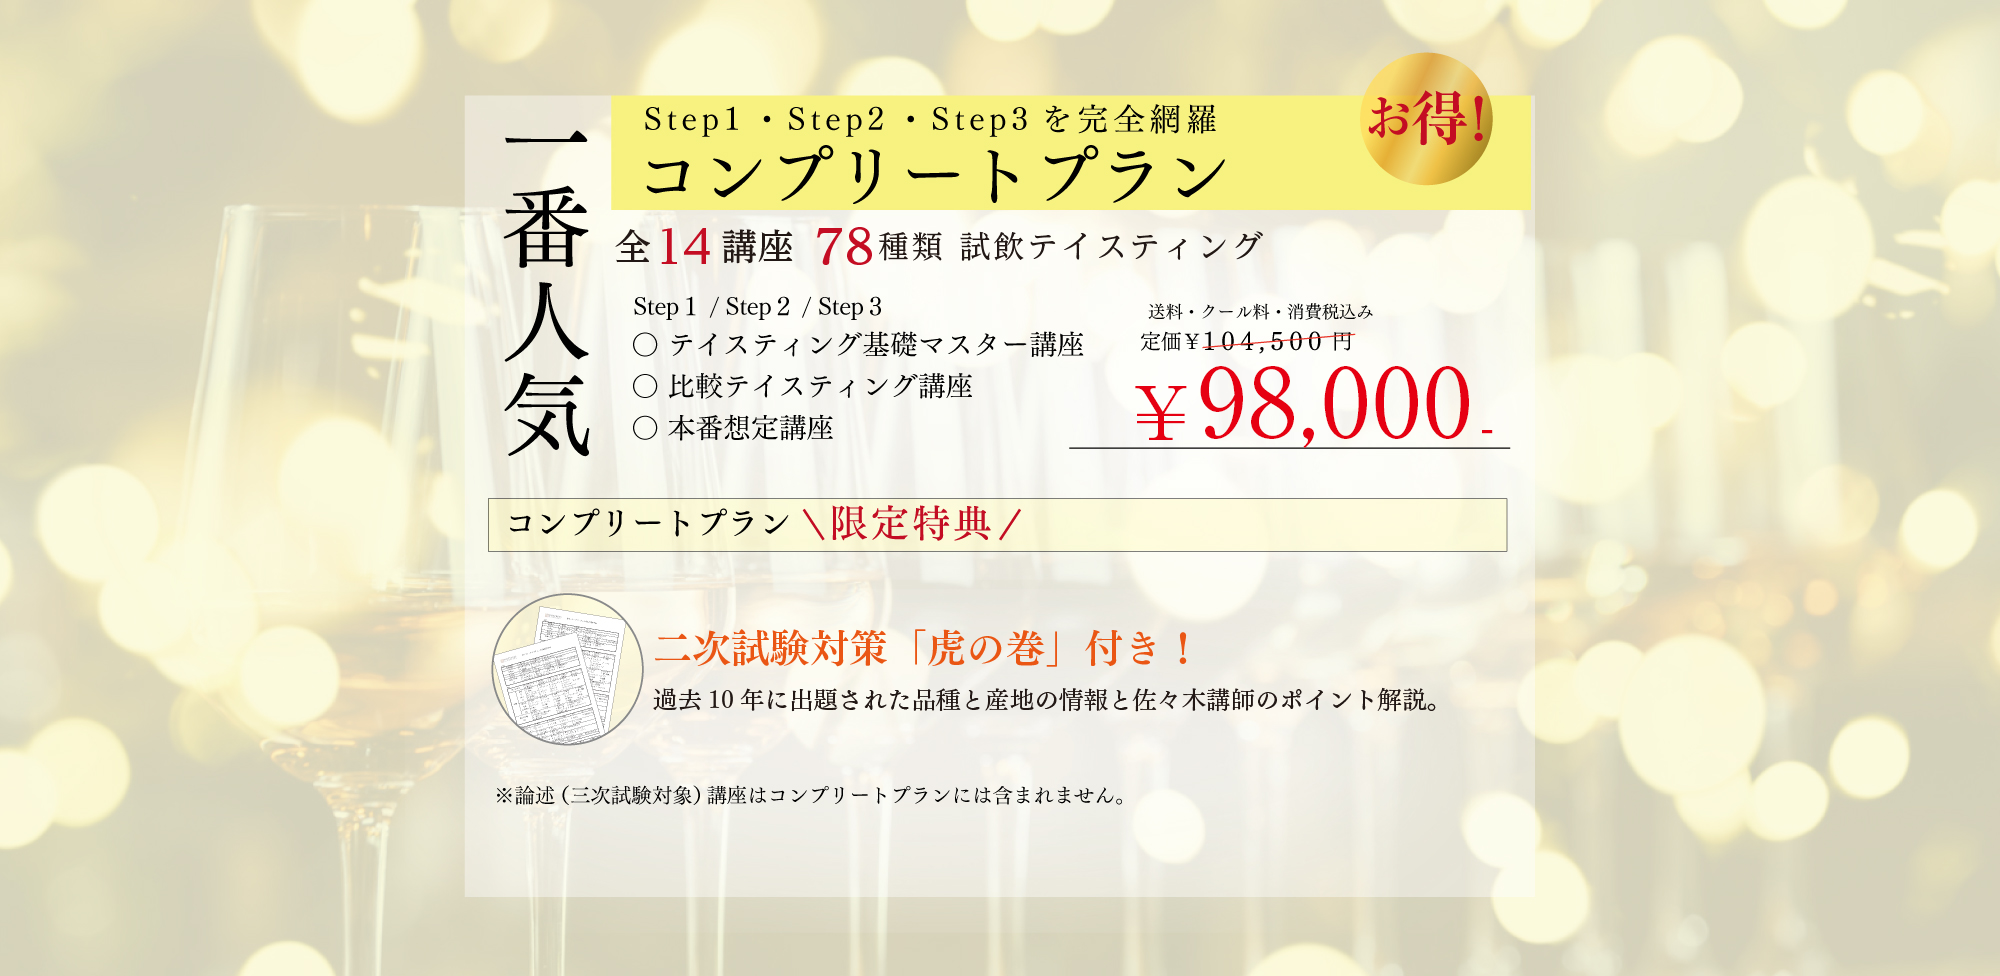 一番人気
Step1・Step2・Step3を完全網羅
コンプリートプラン
お得!
全14講座 78種類 試飲テイスティング
Step1 / Step2 / Step3
〇 テイスティング基礎マスター講座
〇 比較テイスティング講座
〇 本番想定講座
送料・クール料・消費税込み
定価¥104,500円
¥98,000-
コンプリートプラン \限定特典/
二次試験対策「虎の巻」付き！
過去10年に出題された品種と産地の情報と佐々木講師のポイント解説。
※論述(三次試験対象)講座はコンプリートプランには含まれません。